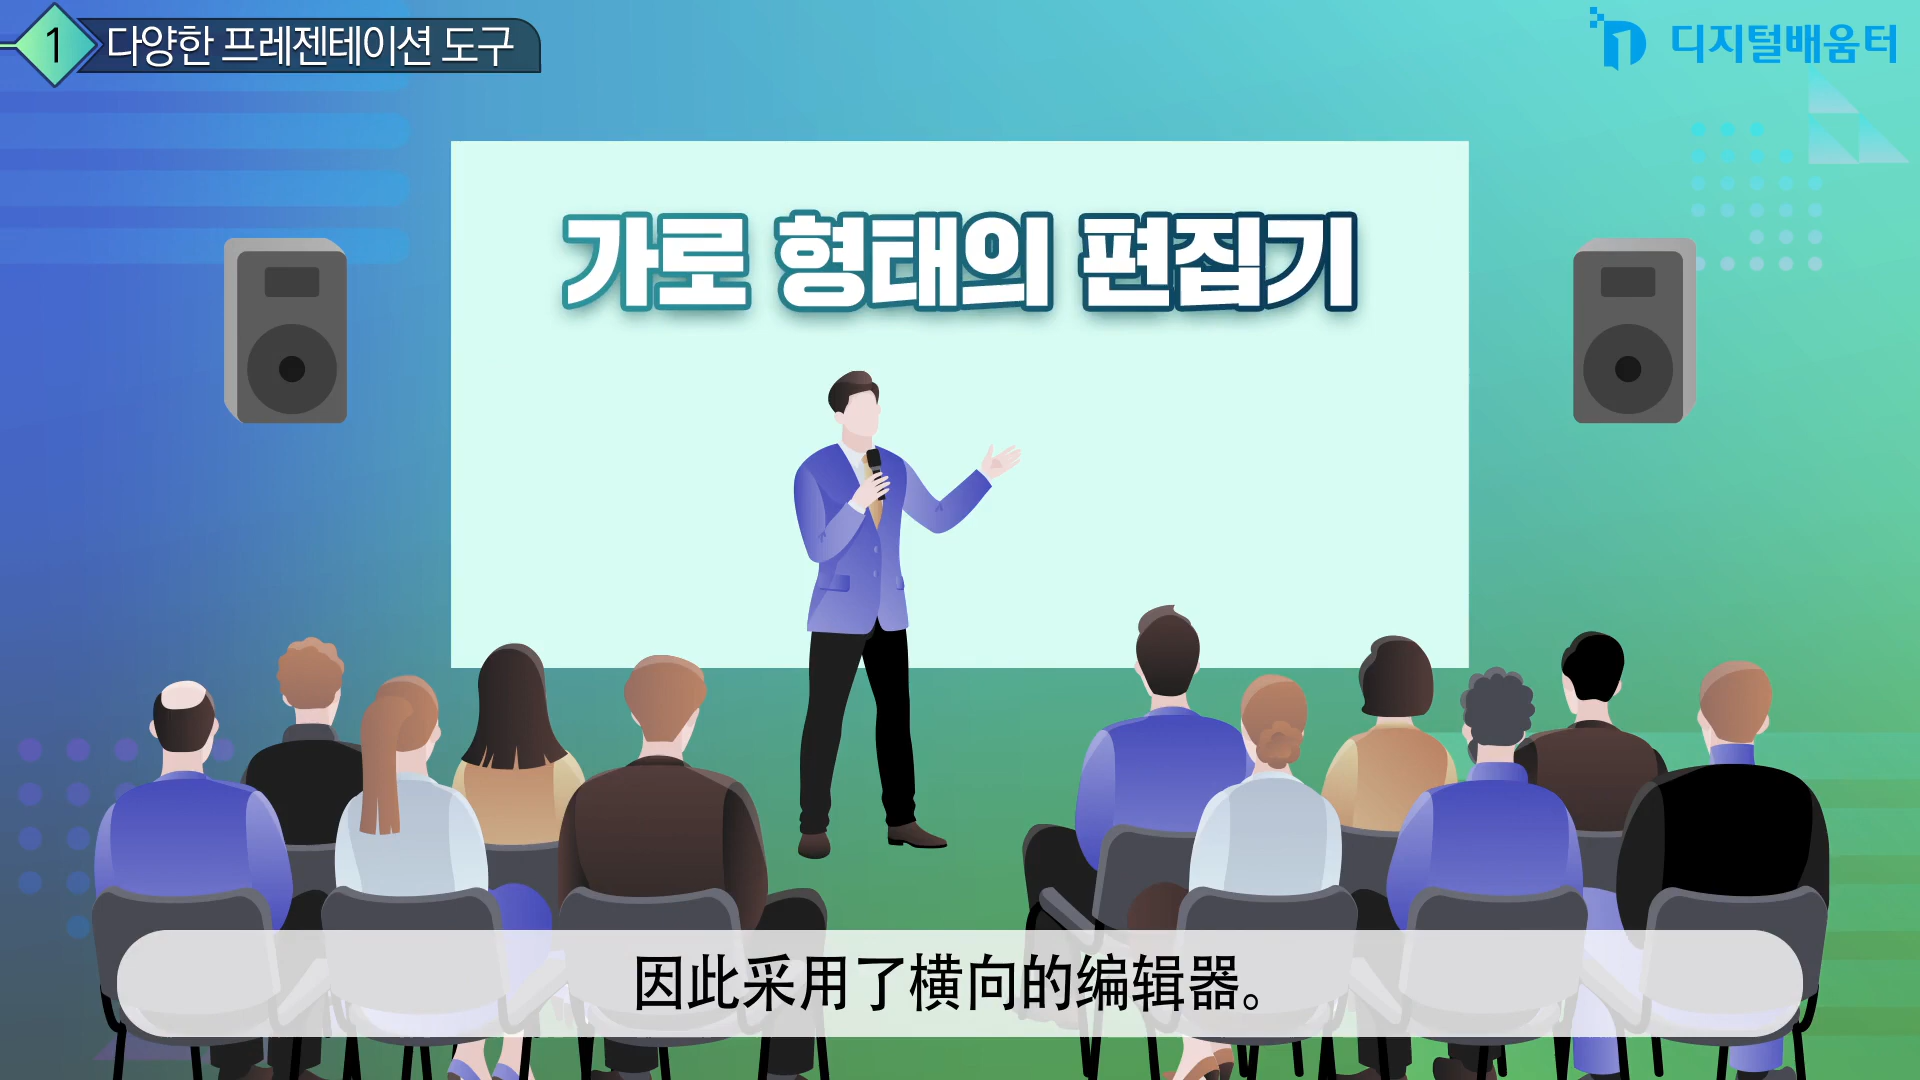 1 다양한 프레젠테이션 도구
디지털배움터
가로 형태의 편집기
因此采用了横向的编辑器。